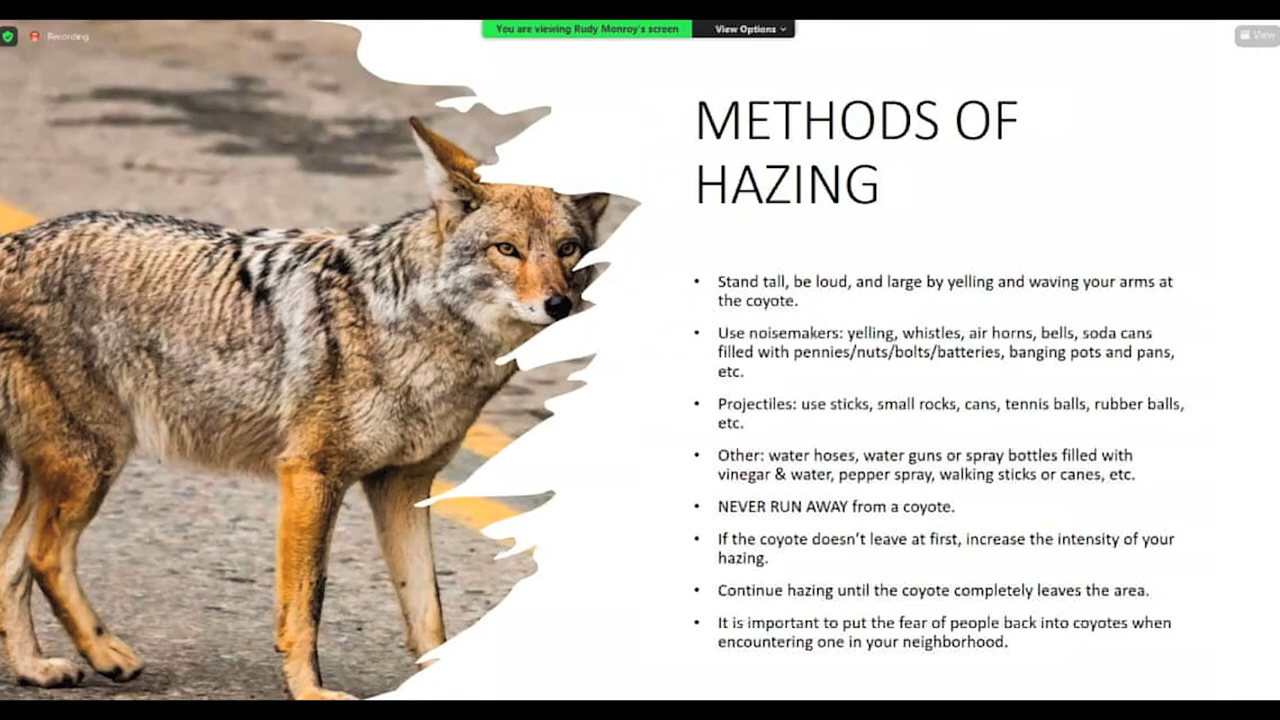 Recording
You are viewing Rudy Monroy's screen
View Options
View
METHODS OF
HAZING
• Stand tall, be loud, and large by yelling and waving your arms at
the coyote.
• Use noisemakers: yelling, whistles, air horns, bells, soda cans
filled with pennies/nuts/bolts/batteries, banging pots and pans,
etc.
• Projectiles: use sticks, small rocks, cans, tennis balls, rubber balls,
etc.
• Other: water hoses, water guns or spray bottles filled with
vinegar & water, pepper spray, walking sticks or canes, etc.
• NEVER RUN AWAY from a coyote.
• If the coyote doesn't leave at first, increase the intensity of your
hazing.
• Continue hazing until the coyote completely leaves the area.
• It is important to put the fear of people back into coyotes when
encountering one in your neighborhood.